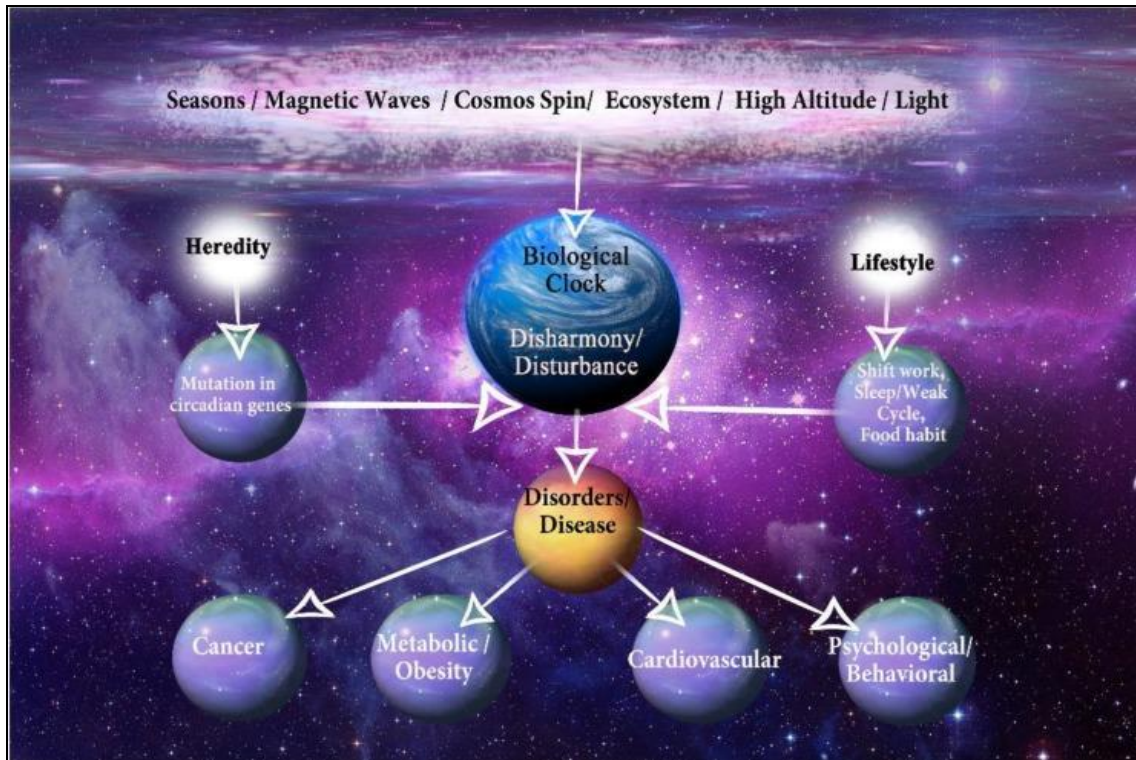 Seasons / Magnetic Waves / Cosmos Spin/ Ecosystem / High Altitude / Light
Heredity
Biological
Clock
Disharmony/
Disturbance
Lifestyle
Mutation in
circadian genes
Shift work,
Sleep/Weak
Cycle,
Food habit
Disorders/
Disease
Cancer
Metabolic /
Obesity
Cardiovascular
Psychological/
Behavioral